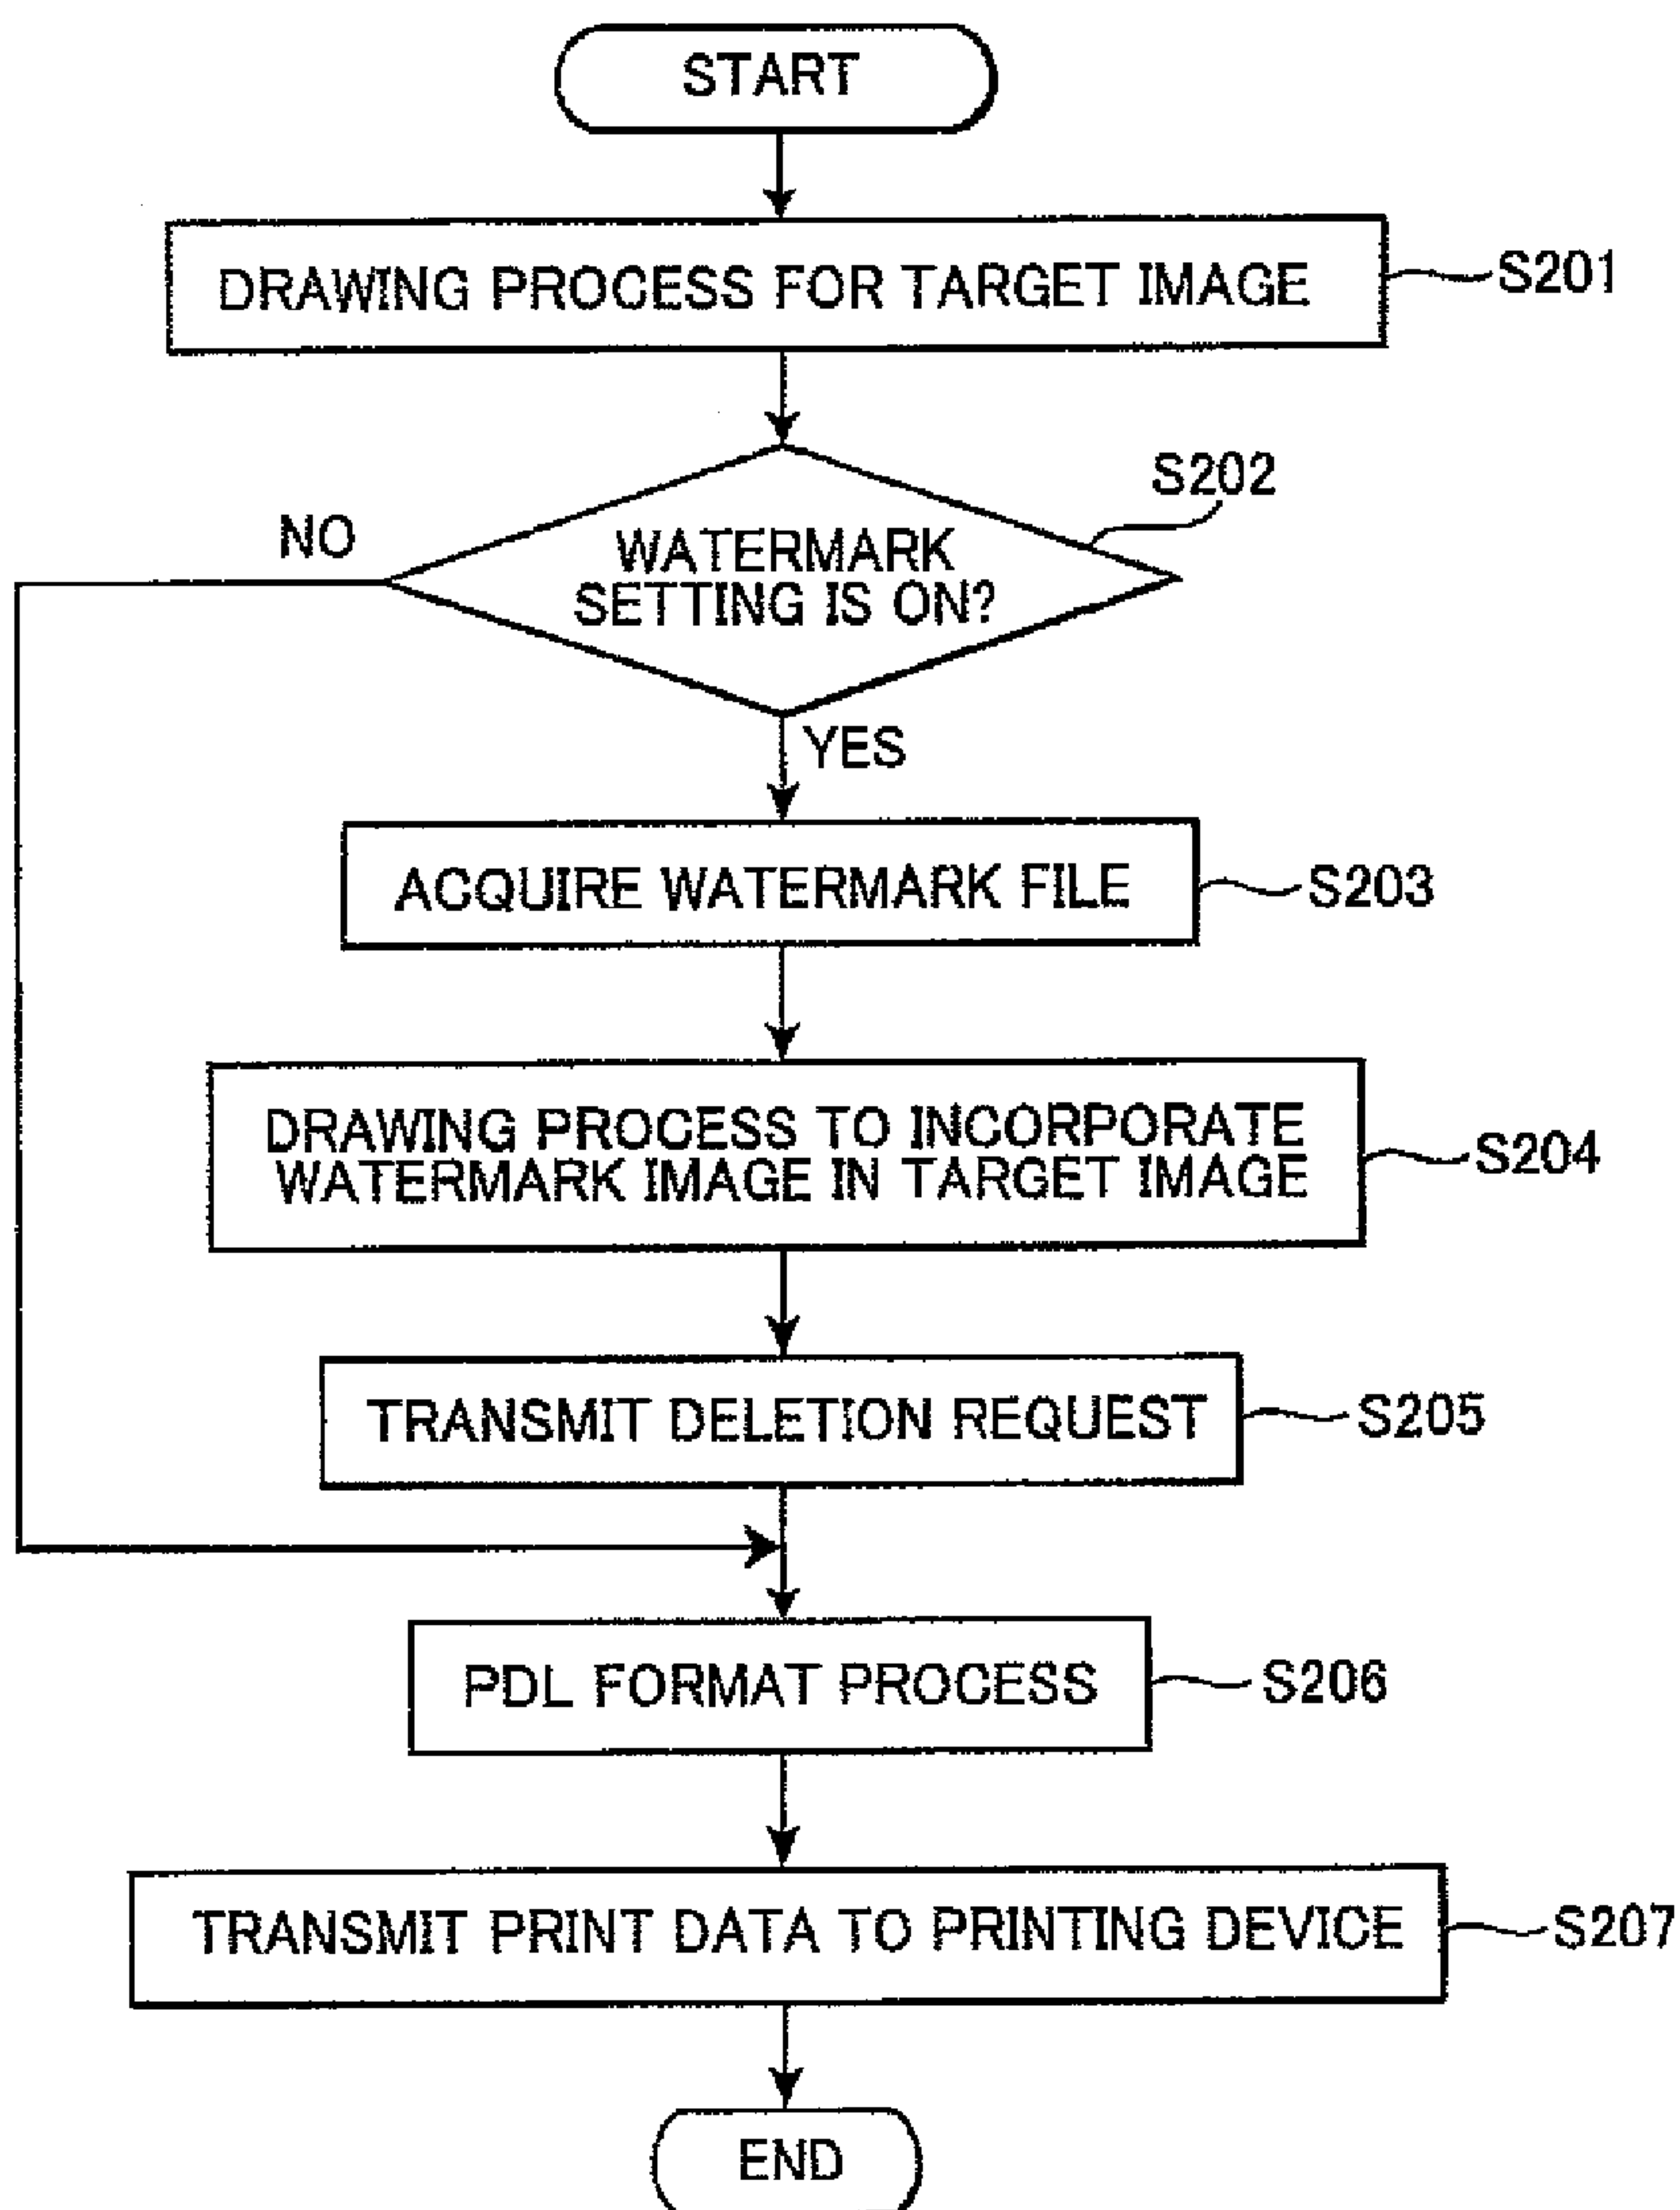 START
DRAWING PROCESS FOR TARGET IMAGE
S201
S202
NO
WATERMARK
SETTING IS ON?
YES
ACQUIRE WATERMARK FILE
S203
DRAWING PROCESS TO INCORPORATE
WATERMARK IMAGE IN TARGET IMAGE
S204
TRANSMIT DELETION REQUEST
S205
PDL FORMAT PROCESS
S206
TRANSMIT PRINT DATA TO PRINTING DEVICE
S207
END